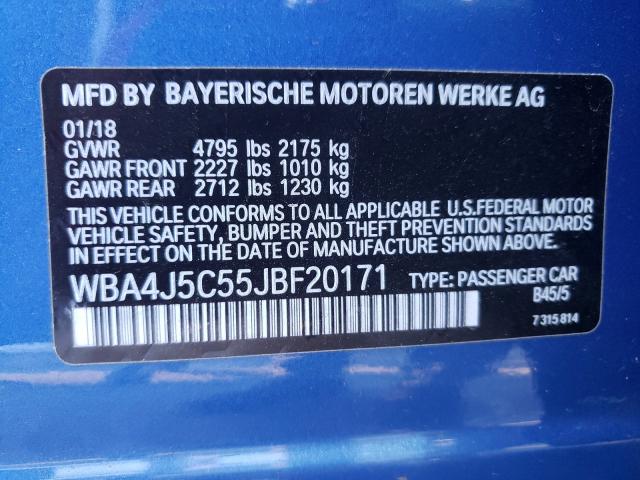 MFD BY BAYERISCHE MOTOREN WERKE AG
01/18
GVWR 4795 lbs 2175 kg
GAWR FRONT 2227 lbs 1010 kg
GAWR REAR 2712 lbs 1230 kg
THIS VEHICLE CONFORMS TO ALL APPLICABLE U.S.FEDERAL MOTOR
VEHICLE SAFETY, BUMPER AND THEFT PREVENTION STANDARDS
IN EFFECT ON THE DATE OF MANUFACTURE SHOWN ABOVE.
WBA4J5C55JBF20171 TYPE: PASSENGER CAR
B45/5
7 315 814